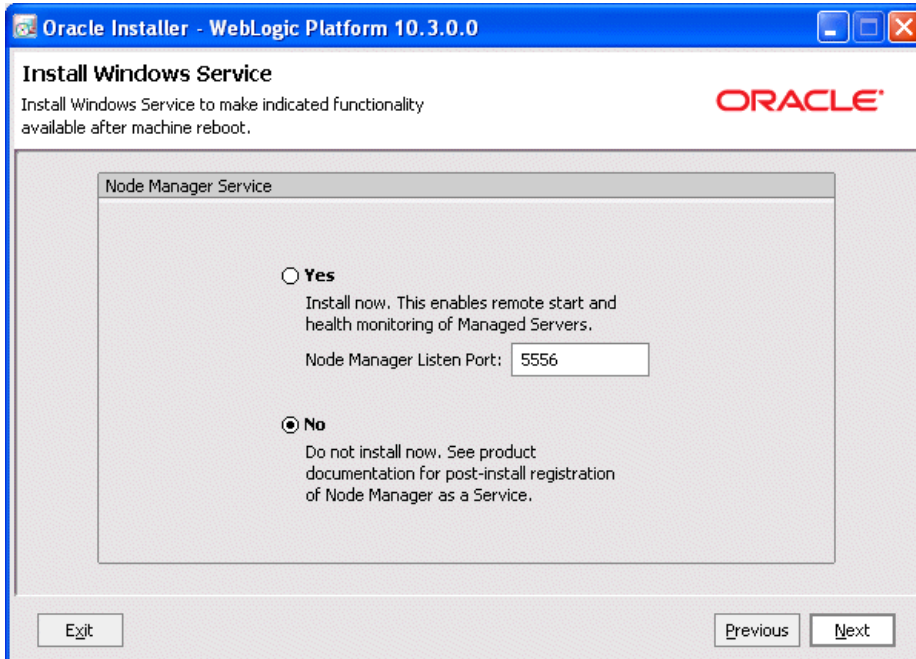 Oracle Installer - WebLogic Platform 10.3.0.0
Install Windows Service
Install Windows Service to make indicated functionality
available after machine reboot.
ORACLE
Node Manager Service
Yes
Install now. This enables remote start and
health monitoring of Managed Servers.
Node Manager Listen Port: 5556
No
Do not install now. See product
documentation for post-install registration
of Node Manager as a Service.
Exit Previous Next